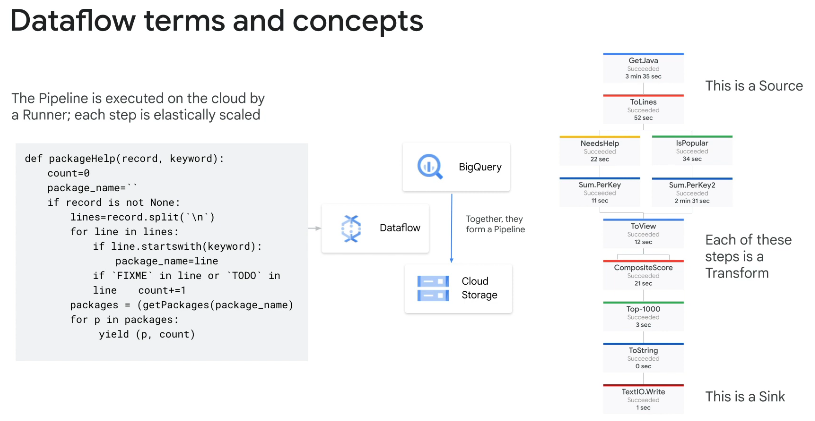 Dataflow terms and concepts
The Pipeline is executed on the cloud by
a Runner; each step is elastically scaled
def packageHelp(record, keyword):
count=0
package_name=``
if record is not None:
lines=record.split(`\n`)
for line in lines:
if line.startswith(keyword):
package_name=line
if `FIXME` in line or `TODO` in
line count+=1
packages = (getPackages(package_name)
for p in packages:
yield (p, count)
Dataflow
BigQuery
Together, they
form a Pipeline
Cloud
Storage
GetJava
Succeeded
3 min 35 sec
ToLines
Succeeded
52 sec
NeedsHelp
Succeeded
22 sec
IsPopular
Succeeded
34 sec
Sum.PerKey
Succeeded
11 sec
Sum.PerKey2
Succeeded
2 min 31 sec
ToView
Succeeded
12 sec
CompositeScore
Succeeded
21 sec
Top-1000
Succeeded
3 sec
ToString
Succeeded
0 sec
TextIO.Write
Succeeded
1 sec
This is a Source
Each of these
steps is a
Transform
This is a Sink